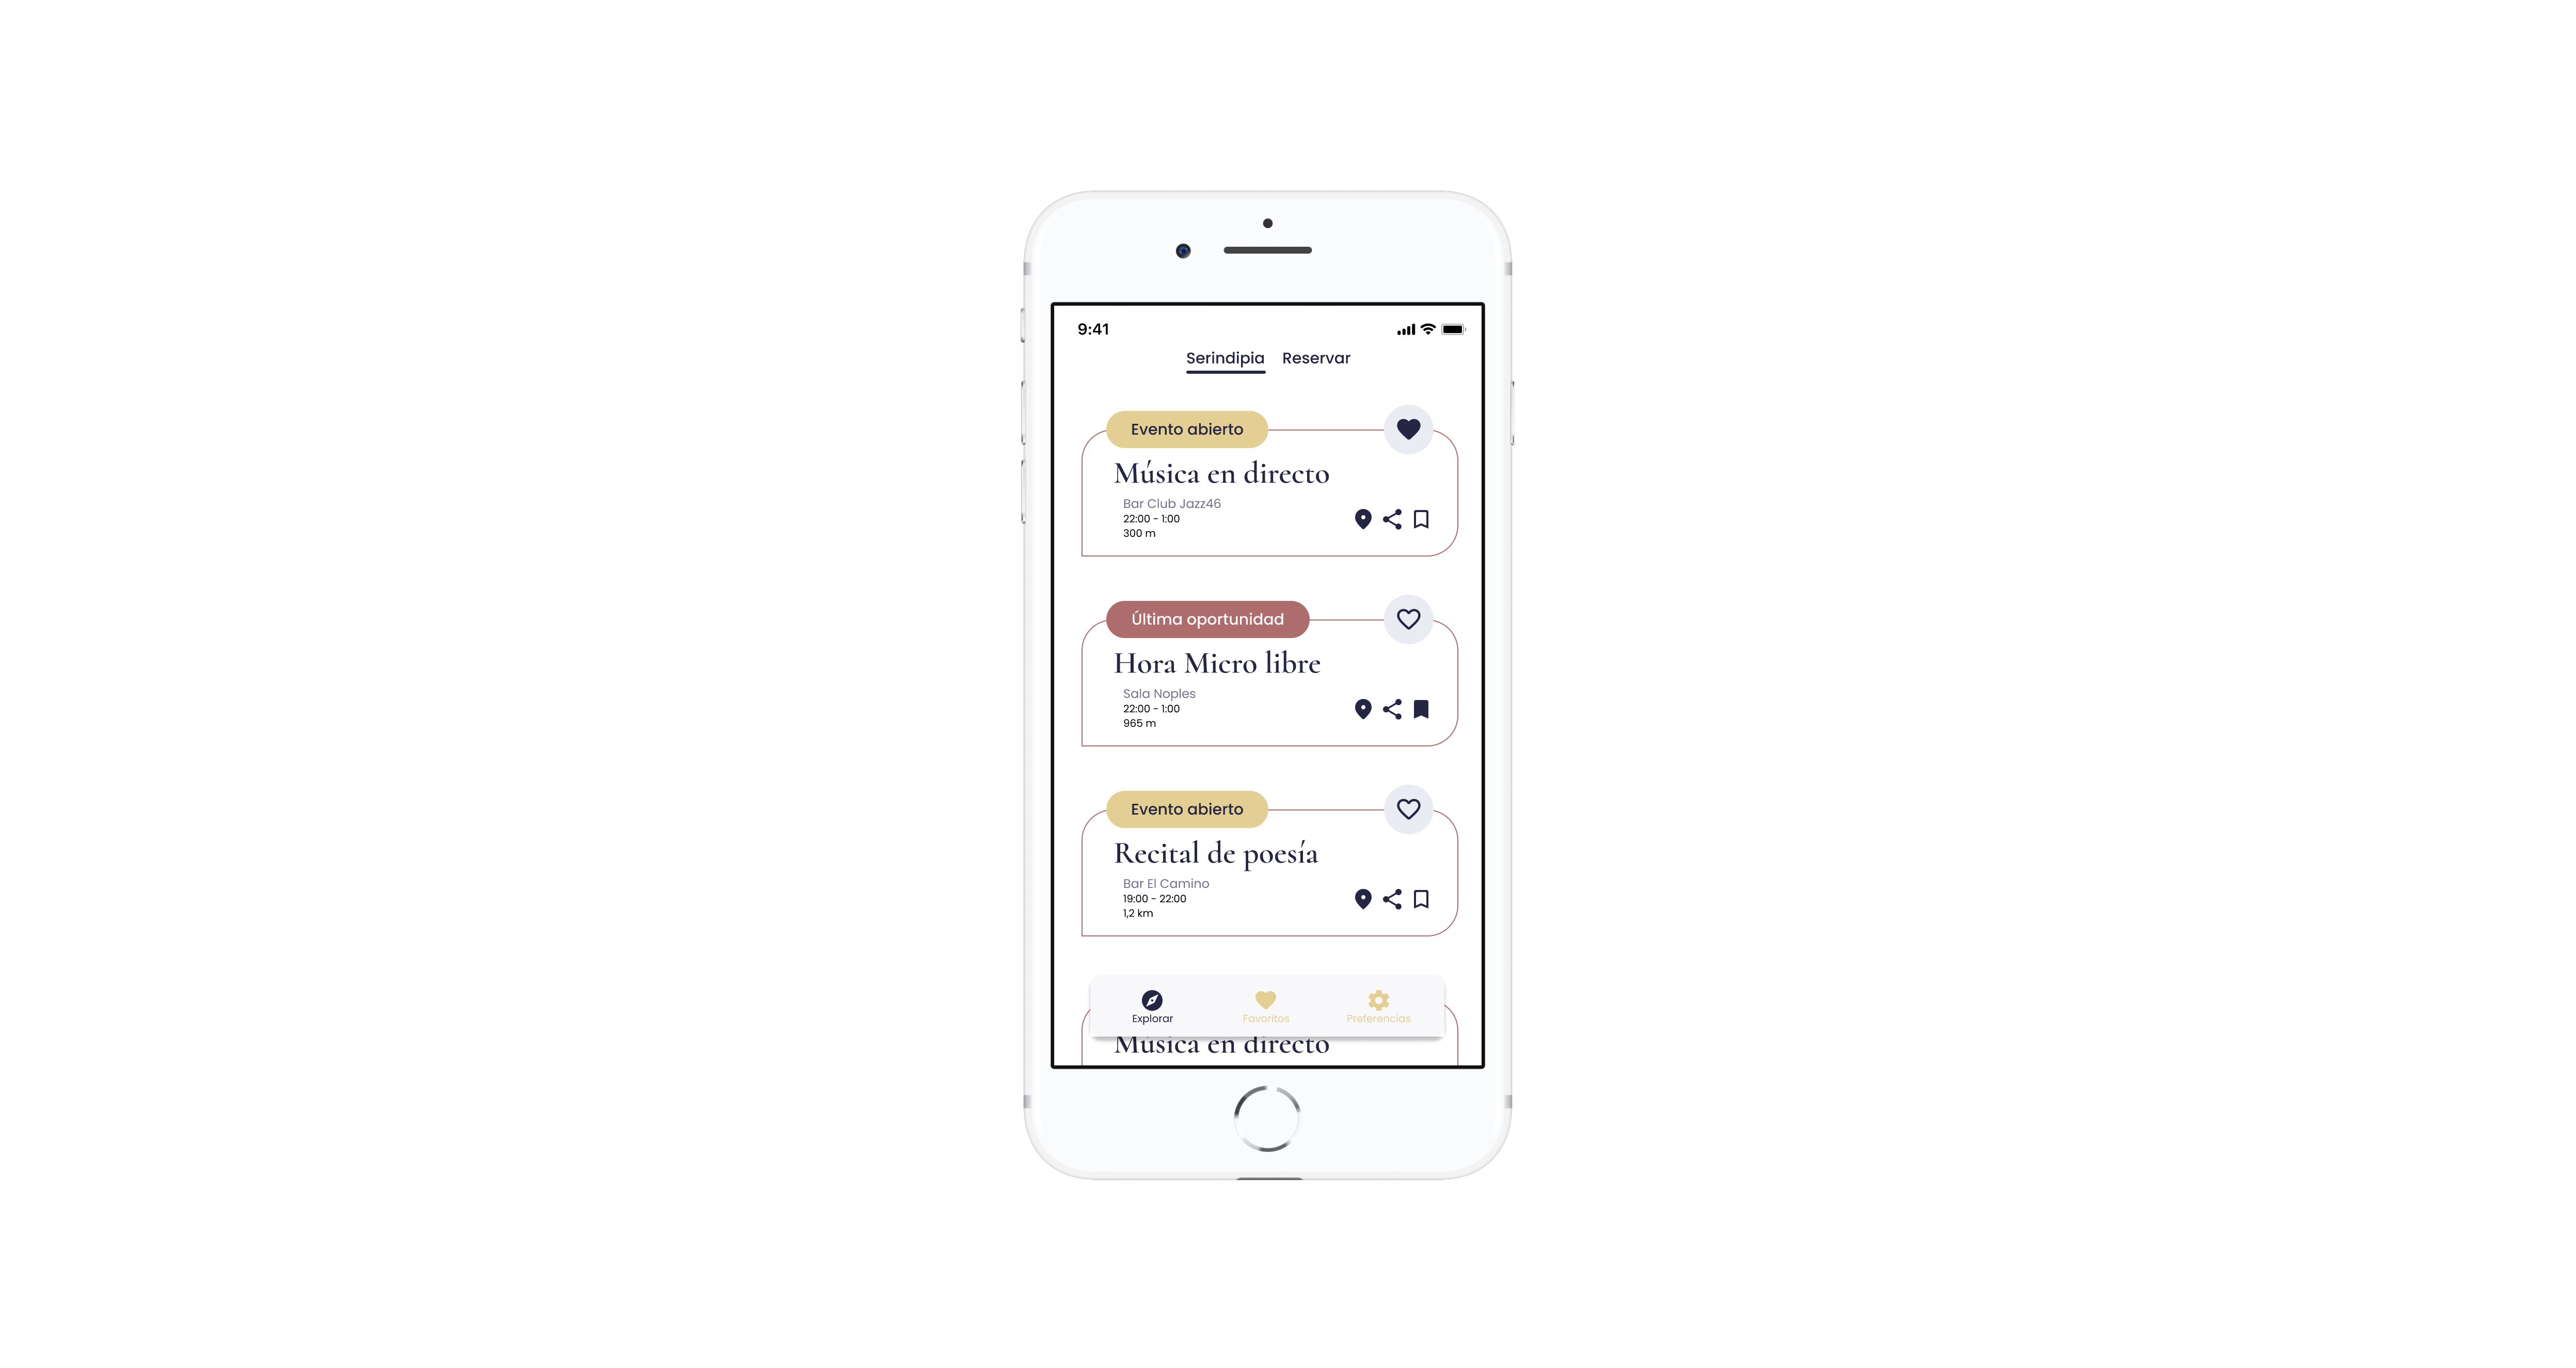 9:41
Serindipia Reservar
Evento abierto
Música en directo
Bar Club Jazz46
22:00 - 1:00
300 m
Última oportunidad
Hora Micro libre
Sala Noples
22:00 - 1:00
965 m
Evento abierto
Recital de poesía
Bar El Camino
19:00 - 22:00
1,2 km
Explorar Favoritos Preferencias
Música en directo